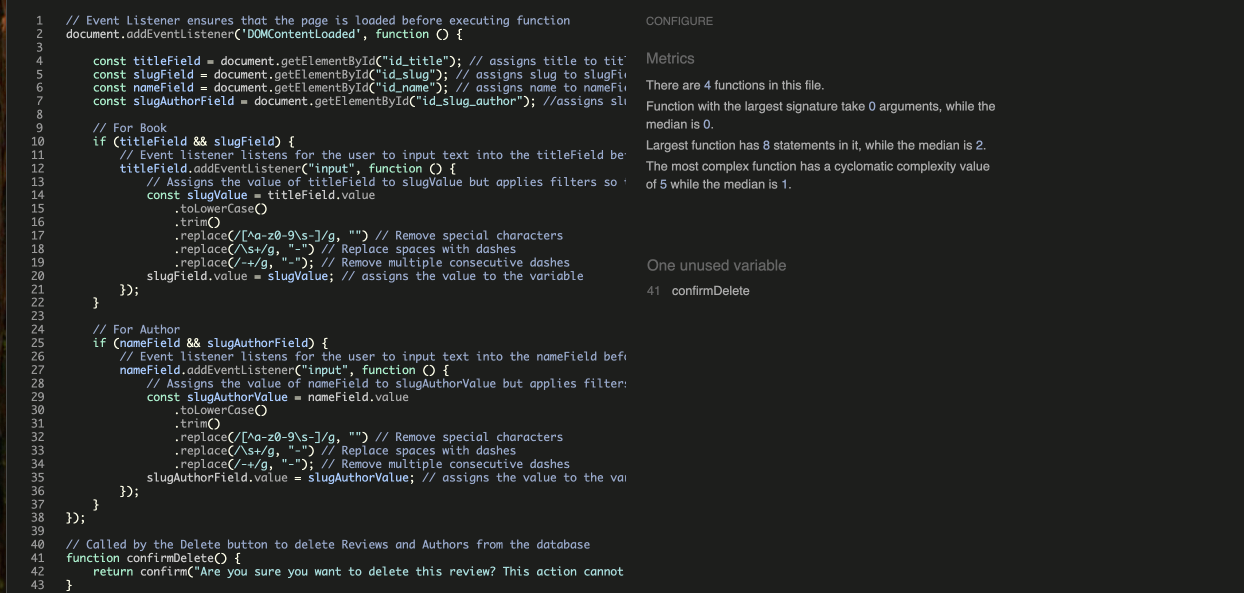 1 // Event Listener ensures that the page is loaded before executing function
2 document.addEventListener('DOMContentLoaded', function () {
3
4 const titleField = document.getElementById("id_title"); // assigns title to
5 const slugField = document.getElementById("id_slug"); // assigns slug to
6 const nameField = document.getElementById("id_name"); // assigns name to
7 const slugAuthorField = document.getElementById("id_slug_author"); //assigns
8
9 // For Book
10 if (titleField && slugField) {
11 // Event listener listens for the user to input text into the titleField
12 titleField.addEventListener("input", function () {
13 // Assigns the value of titleField to slugValue but applies filters so
14 const slugValue = titleField.value
15 .toLowerCase()
16 .trim()
17 .replace(/[^a-z0-9\s-]/g, "") // Remove special characters
18 .replace(/\s+/g, "-") // Replace spaces with dashes
19 .replace(/-+/g, "-"); // Remove multiple consecutive dashes
20 slugField.value = slugValue; // assigns the value to the variable
21 });
22 }
23
24 // For Author
25 if (nameField && slugAuthorField) {
26 // Event listener listens for the user to input text into the nameField
27 nameField.addEventListener("input", function () {
28 // Assigns the value of nameField to slugAuthorValue but applies filters
29 const slugAuthorValue = nameField.value
30 .toLowerCase()
31 .trim()
32 .replace(/[^a-z0-9\s-]/g, "") // Remove special characters
33 .replace(/\s+/g, "-") // Replace spaces with dashes
34 .replace(/-+/g, "-"); // Remove multiple consecutive dashes
35 slugAuthorField.value = slugAuthorValue; // assigns the value to the
36 });
37 }
38 });
39
40 // Called by the Delete button to delete Reviews and Authors from the database
41 function confirmDelete() {
42 return confirm("Are you sure you want to delete this review? This action cannot
43 }
CONFIGURE
Metrics
There are 4 functions in this file.
Function with the largest signature take 0 arguments, while the
median is 0.
Largest function has 8 statements in it, while the median is 2.
The most complex function has a cyclomatic complexity value
of 5 while the median is 1.
One unused variable
41 confirmDelete